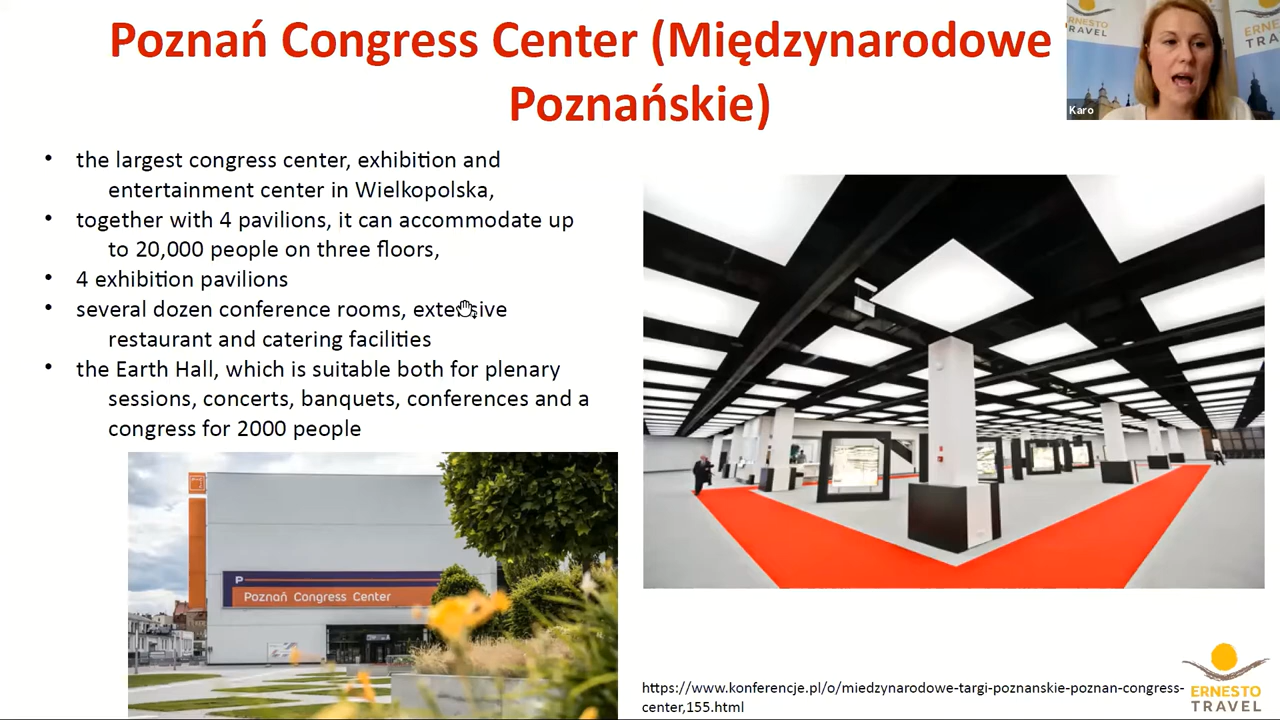 Poznań Congress Center (Międzynarodowe
Poznańskie)
ERNESTO
TRAVEL
ERNESTO
Karo
• the largest congress center, exhibition and
entertainment center in Wielkopolska,
• together with 4 pavilions, it can accommodate up
to 20,000 people on three floors,
• 4 exhibition pavilions
• several dozen conference rooms, extensive
restaurant and catering facilities
• the Earth Hall, which is suitable both for plenary
sessions, concerts, banquets, conferences and a
congress for 2000 people
P
Poznań Congress Center
https://www.konferencje.pl/o/miedzynarodowe-targi-poznanskie-poznan-congress-
center,155.html
ERNESTO
TRAVEL